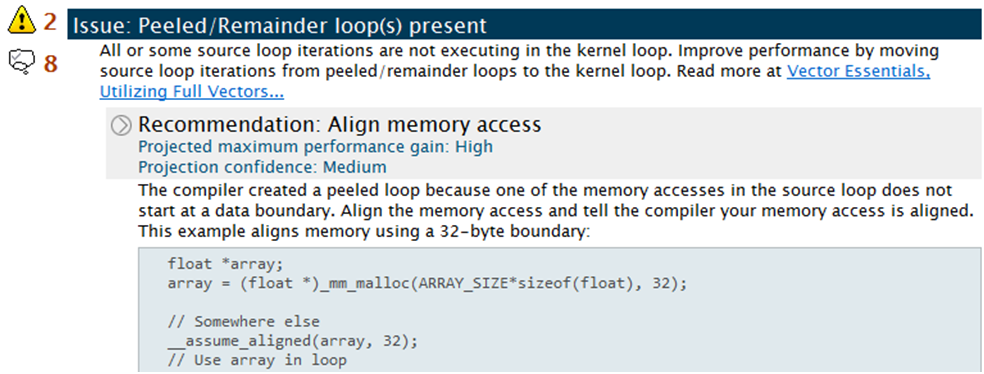 2 Issue: Peeled/Remainder loop(s) present
8 All or some source loop iterations are not executing in the kernel loop. Improve performance by moving
source loop iterations from peeled/remainder loops to the kernel loop. Read more at Vector Essentials,
Utilizing Full Vectors...
Recommendation: Align memory access
Projected maximum performance gain: High
Projection confidence: Medium
The compiler created a peeled loop because one of the memory accesses in the source loop does not
start at a data boundary. Align the memory access and tell the compiler your memory access is aligned.
This example aligns memory using a 32-byte boundary:
float *array;
array = (float *)_mm_malloc(ARRAY_SIZE*sizeof(float), 32);
// Somewhere else
__assume_aligned(array, 32);
// Use array in loop